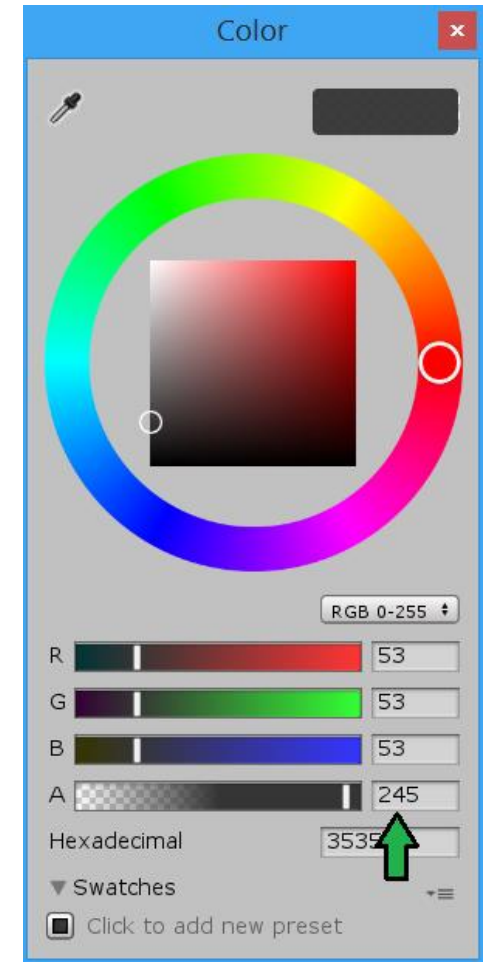 Color
RGB 0-255
R 53
G 53
B 53
A 245
Hexadecimal 3535
Swatches
Click to add new preset